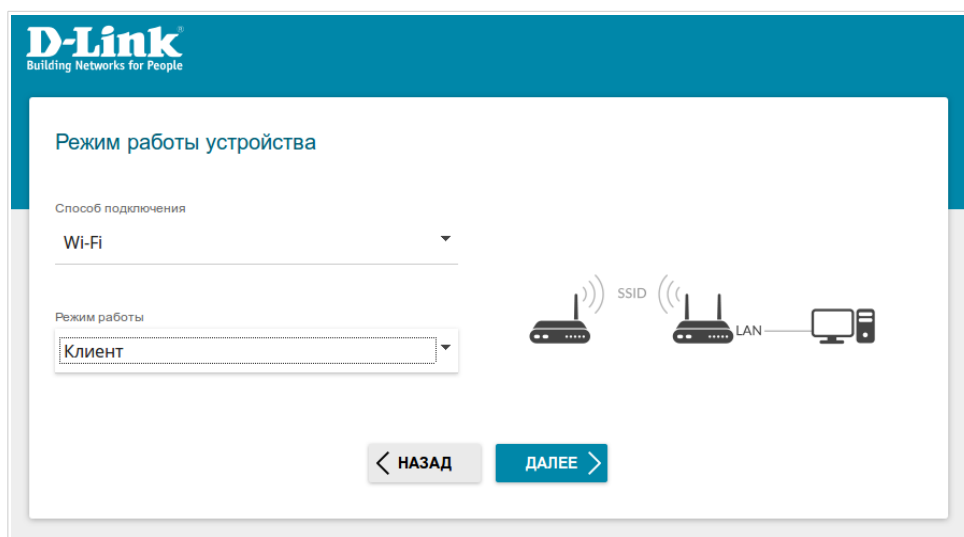 D-Link
Building Networks for People
Режим работы устройства
Способ подключения
Wi-Fi
Режим работы
Клиент
SSID
LAN
НАЗАД
ДАЛЕЕ